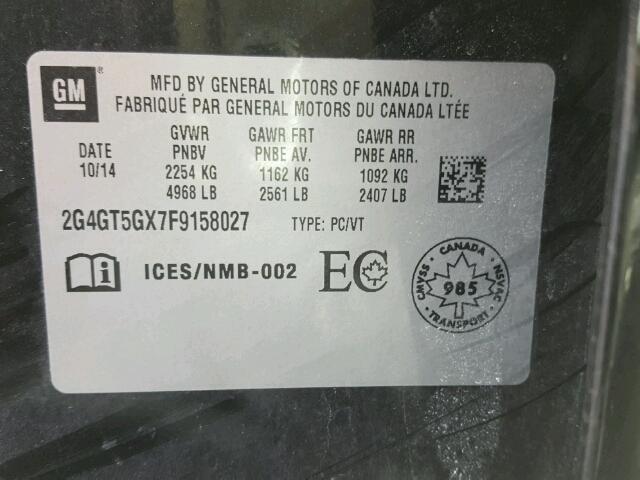 GM ®
MFD BY GENERAL MOTORS OF CANADA LTD.
FABRIQUÉ PAR GENERAL MOTORS DU CANADA LTÉE
GVWR GAWR FRT GAWR RR
DATE PNBV PNBE AV. PNBE ARR.
10/14 2254 KG 1162 KG 1092 KG
4968 LB 2561 LB 2407 LB
2G4GT5GX7F9158027 TYPE: PC/VT
i ICES/NMB-002 EC
CANADA
CMVSS 985 NSVAC
TRANSPORT